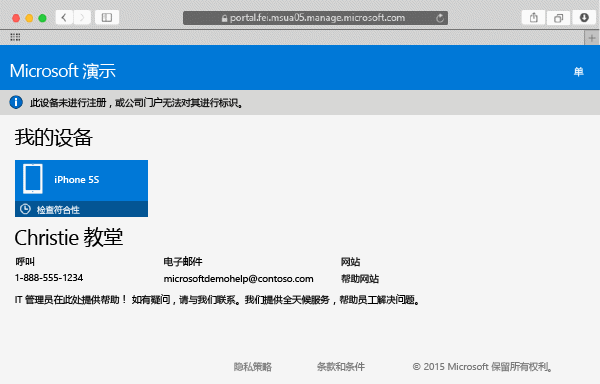 portal.fei.msua05.manage.microsoft.com
Microsoft 演示
单
此设备未进行注册，或公司门户无法对其进行标识。
我的设备
iPhone 5S
检查符合性
Christie 教堂
呼叫 电子邮件 网站
1-888-555-1234 microsoftdemohelp@contoso.com 帮助网站
IT 管理员在此处提供帮助！ 如有疑问，请与我们联系。我们提供全天候服务，帮助员工解决问题。
隐私策略 条款和条件 © 2015 Microsoft 保留所有权利。